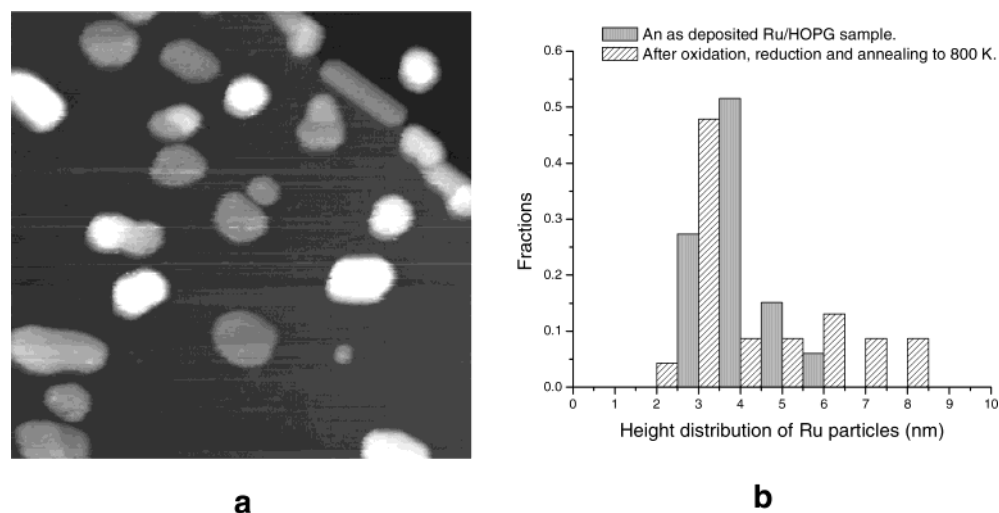 An as deposited Ru/HOPG sample.
After oxidation, reduction and annealing to 800 K.
0.6
0.5
0.4
0.3
0.2
0.1
0.0
Fractions
0 1 2 3 4 5 6 7 8 9 10
Height distribution of Ru particles (nm)
a
b